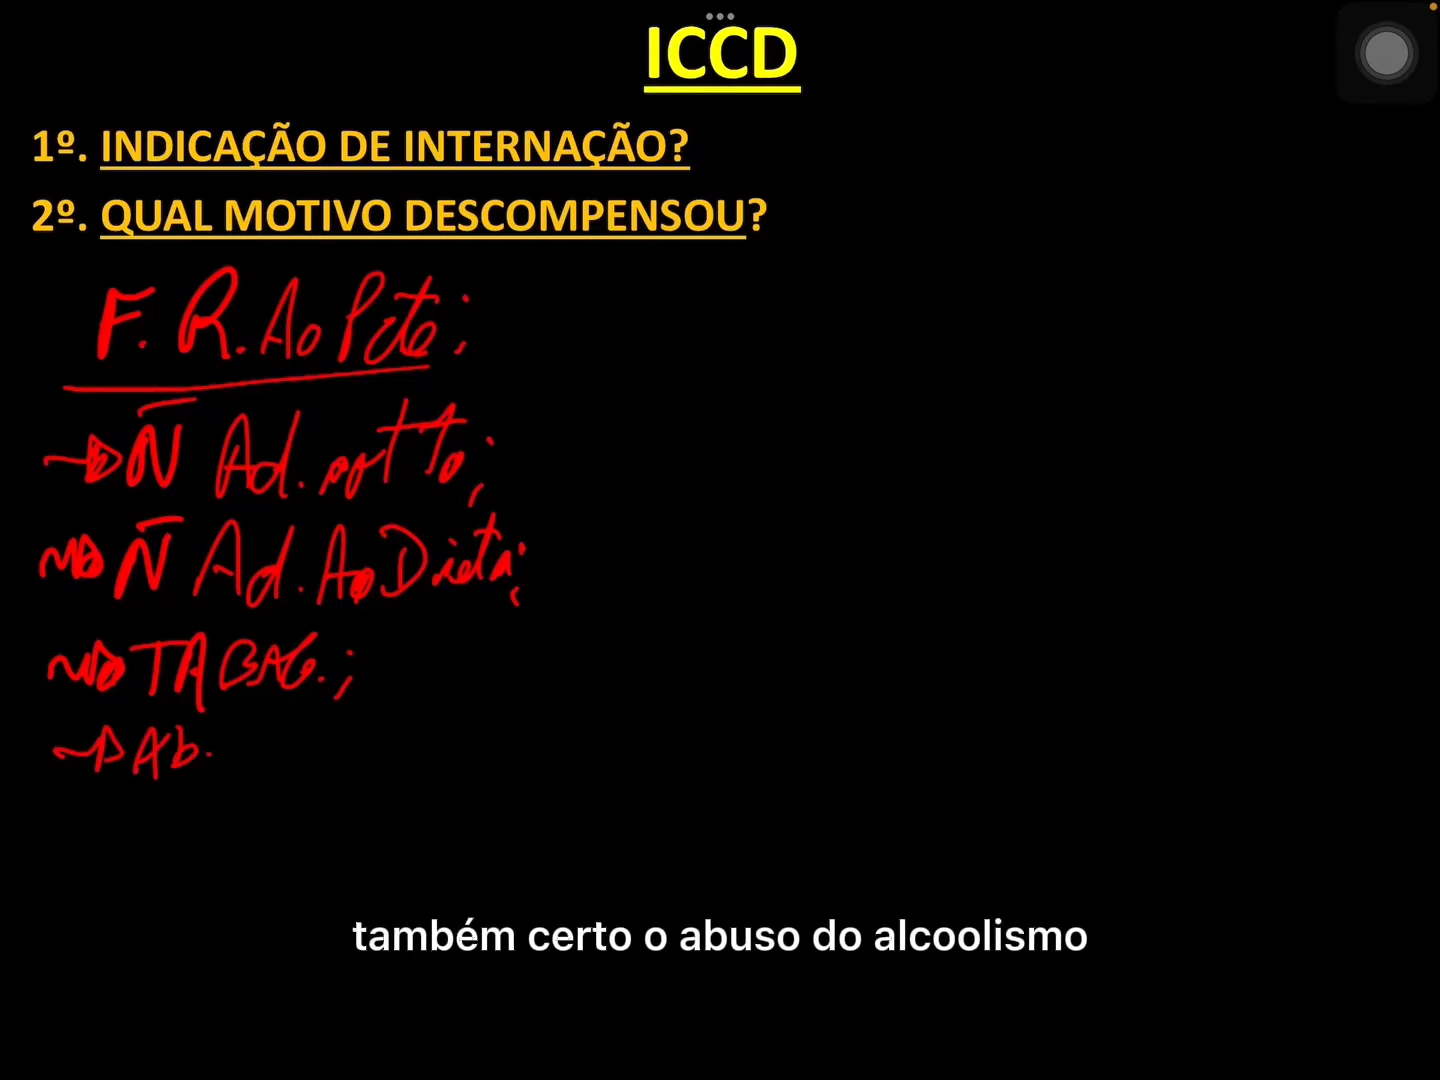 ICCD
1º. INDICAÇÃO DE INTERNAÇÃO?
2º. QUAL MOTIVO DESCOMPENSOU?
F. R. Ao Pcte;
Ñ Ad. ao tto;
Ñ Ad. Ao Dieta;
TABAG.;
Ab.
também certo o abuso do alcoolismo